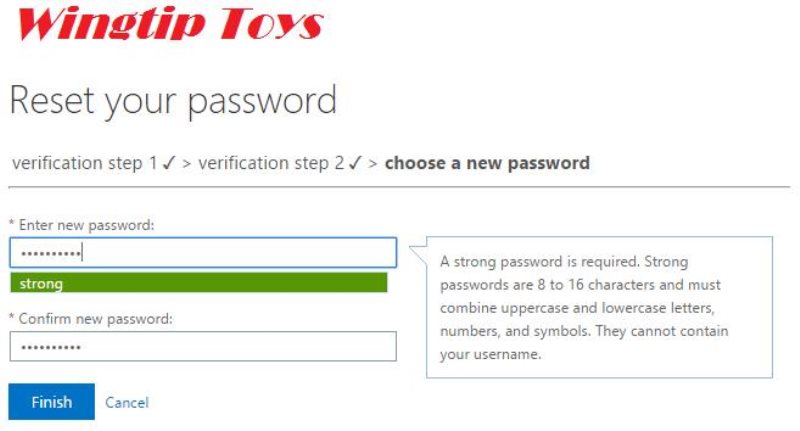 Wingtip Toys
Reset your password
verification step 1 ✓ > verification step 2 ✓ > choose a new password
* Enter new password:
••••••••••
strong
* Confirm new password:
••••••••••
A strong password is required. Strong
passwords are 8 to 16 characters and must
combine uppercase and lowercase letters,
numbers, and symbols. They cannot contain
your username.
Finish Cancel